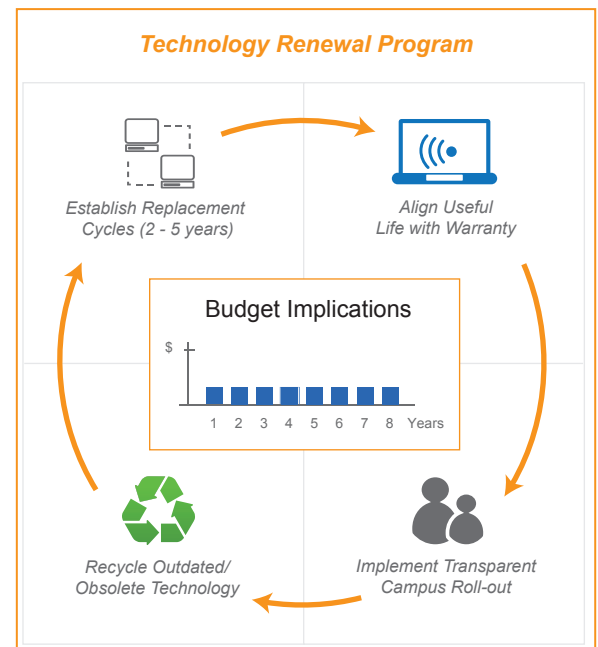 Technology Renewal Program
Establish Replacement
Cycles (2 - 5 years)
Align Useful
Life with Warranty
Budget Implications
$
1 2 3 4 5 6 7 8 Years
Recycle Outdated/
Obsolete Technology
Implement Transparent
Campus Roll-out